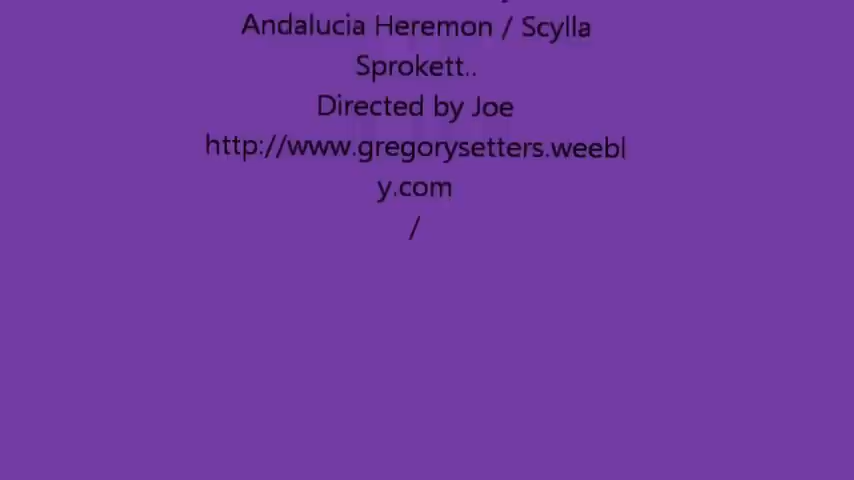 Andalucia Heremon / Scylla
Sprokett..
Directed by Joe
http://www.gregorysetters.weebl
y.com
/